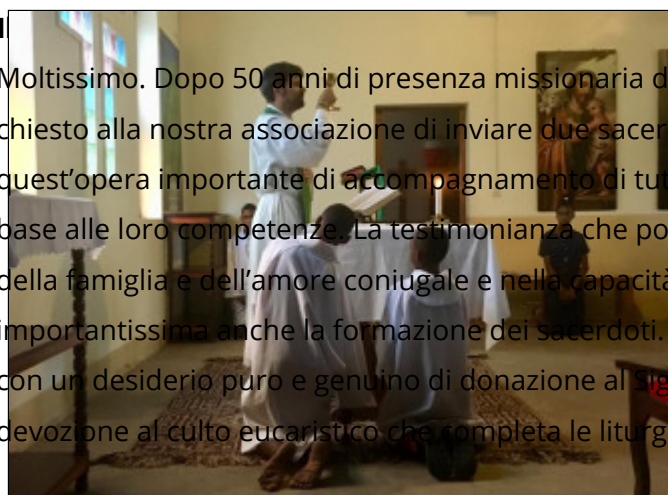 Il
Moltissimo. Dopo 50 anni di presenza missionaria d
chiesto alla nostra associazione di inviare due sacer
quest’opera importante di accompagnamento di tut
base alle loro competenze. La testimonianza che po
della famiglia e dell’amore coniugale e nella capacità
importantissima anche la formazione dei sacerdoti.
con un desiderio puro e genuino di donazione al Sig
devozione al culto eucaristico che completa le liturg